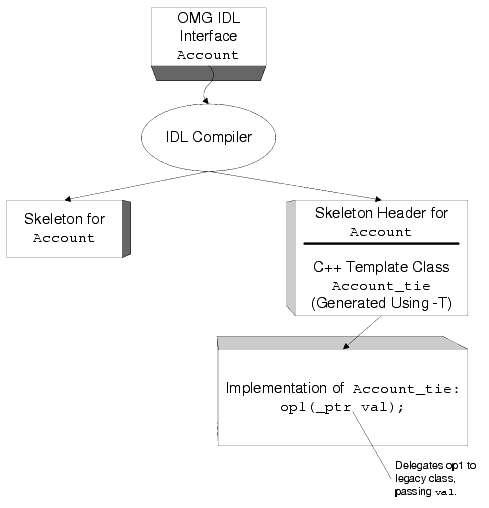 OMG IDL
Interface
Account
IDL Compiler
Skeleton for
Account
Skeleton Header for
Account
C++ Template Class
Account_tie
(Generated Using -T)
Implementation of Account_tie:
op1(_ptr val);
Delegates op1 to
legacy class,
passing val.